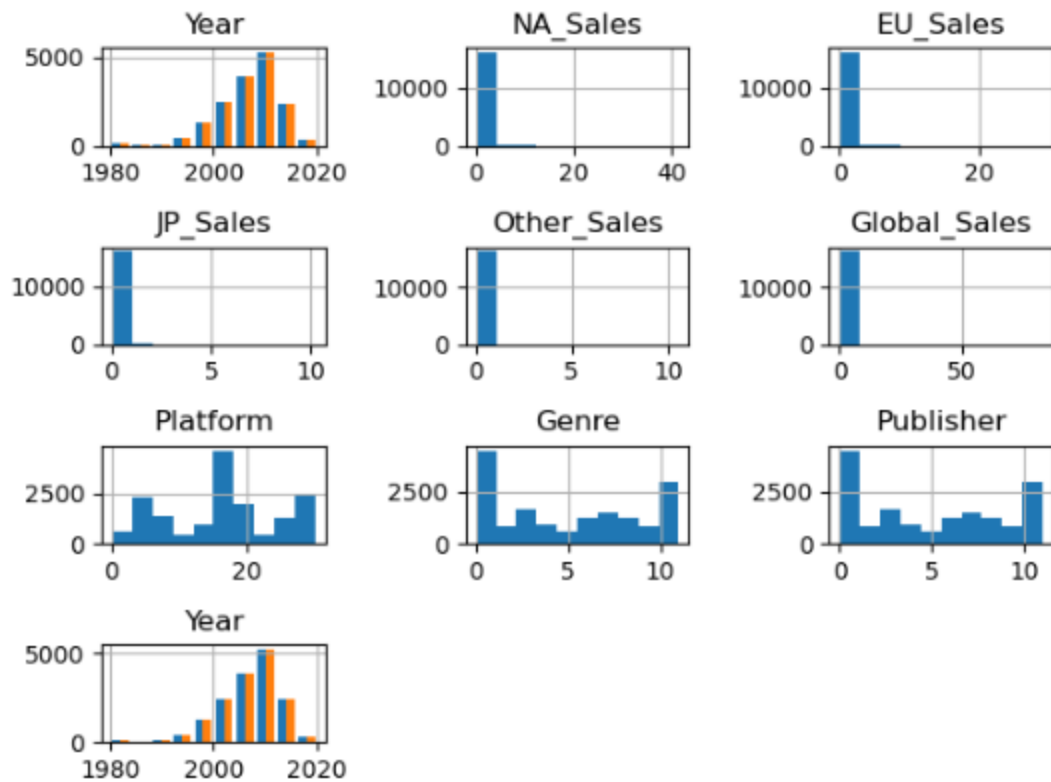 Year NA_Sales EU_Sales
5000 10000 10000
0 0 0
1980 2000 2020 0 20 40 0 20
JP_Sales Other_Sales Global_Sales
10000 10000 10000
0 0 0
0 5 10 0 5 10 0 50
Platform Genre Publisher
2500 2500 2500
0 0 0
0 20 0 5 10 0 5 10
Year
5000
0
1980 2000 2020